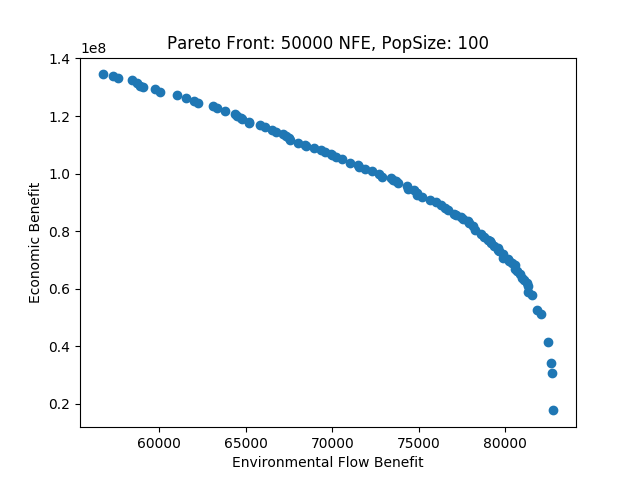 Pareto Front: 50000 NFE, PopSize: 100
1e8
1.4
1.2
1.0
0.8
0.6
0.4
0.2
Economic Benefit
60000 65000 70000 75000 80000
Environmental Flow Benefit